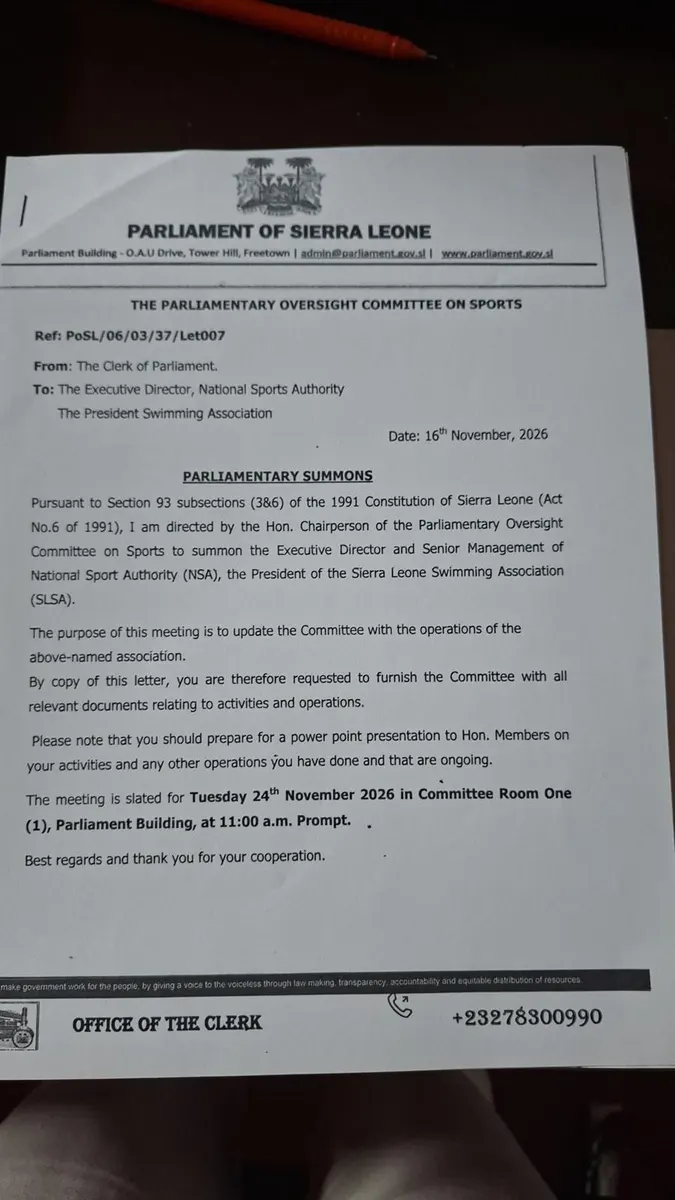 PARLIAMENT OF SIERRA LEONE
Parliament Building - O.A.U Drive, Tower Hill, Freetown | admin@parliament.gov.sl | www.parliament.gov.sl
THE PARLIAMENTARY OVERSIGHT COMMITTEE ON SPORTS
Ref: PoSL/06/03/37/Let007
From: The Clerk of Parliament.
To: The Executive Director, National Sports Authority
The President Swimming Association
Date: 16th November, 2026
PARLIAMENTARY SUMMONS
Pursuant to Section 93 subsections (3&6) of the 1991 Constitution of Sierra Leone (Act
No.6 of 1991), I am directed by the Hon. Chairperson of the Parliamentary Oversight
Committee on Sports to summon the Executive Director and Senior Management of
National Sport Authority (NSA), the President of the Sierra Leone Swimming Association
(SLSA).
The purpose of this meeting is to update the Committee with the operations of the
above-named association.
By copy of this letter, you are therefore requested to furnish the Committee with all
relevant documents relating to activities and operations.
Please note that you should prepare for a power point presentation to Hon. Members on
your activities and any other operations you have done and that are ongoing.
The meeting is slated for Tuesday 24th November 2026 in Committee Room One
(1), Parliament Building, at 11:00 a.m. Prompt.
Best regards and thank you for your cooperation.
make government work for the people, by giving a voice to the voiceless through law making, transparency, accountability and equitable distribution of resources.
OFFICE OF THE CLERK
+23278300990